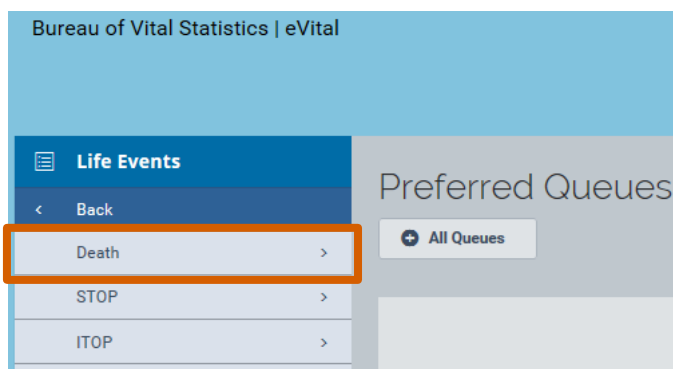 Bureau of Vital Statistics | eVital
Life Events
Back
Death
STOP
ITOP
Preferred Queues
All Queues